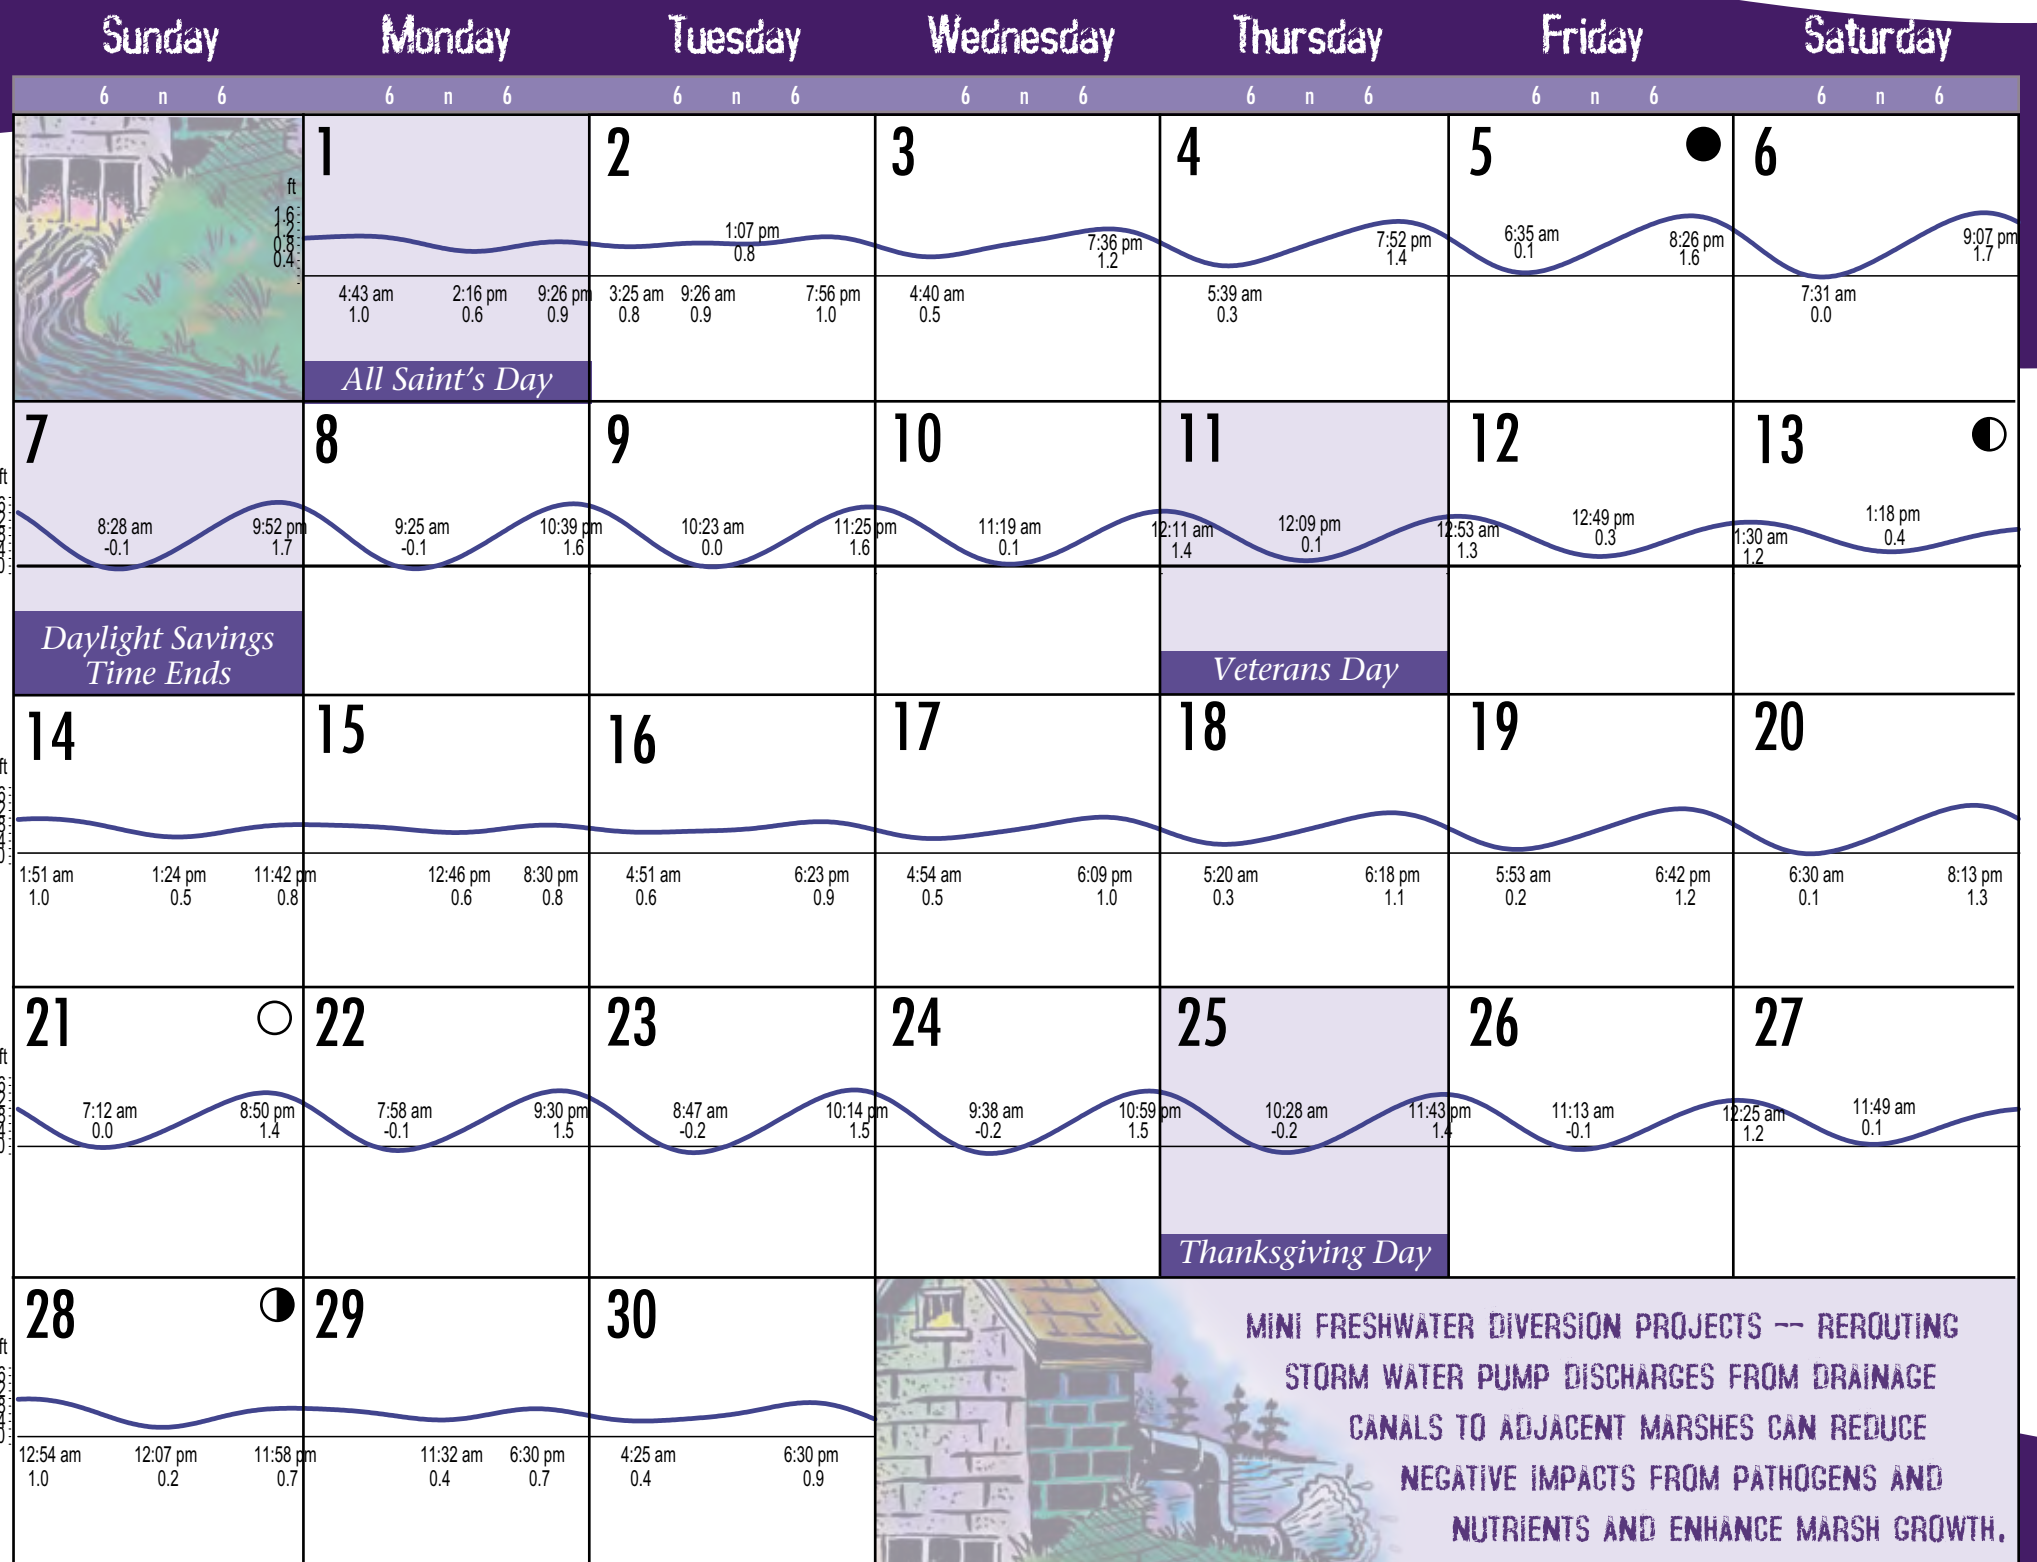 Sunday Monday Tuesday Wednesday Thursday Friday Saturday
6 n 6 6 n 6 6 n 6 6 n 6 6 n 6 6 n 6 6 n 6
ft
1.6
1.2
0.8
0.4
1
4:43 am 2:16 pm 9:26 pm
1.0 0.6 0.9
All Saint's Day
2
1:07 pm
0.8
3:25 am 9:26 am 7:56 pm
0.8 0.9 1.0
3
7:36 pm
1.2
4:40 am
0.5
4
7:52 pm
1.4
5:39 am
0.3
5
6:35 am 8:26 pm
0.1 1.6
6
9:07 pm
1.7
7:31 am
0.0
ft
7
8:28 am 9:52 pm
-0.1 1.7
Daylight Savings
Time Ends
8
9:25 am 10:39 pm
-0.1 1.6
9
10:23 am 11:25 pm
0.0 1.6
10
11:19 am
0.1
11
12:11 am 12:09 pm
1.4 0.1
Veterans Day
12
12:53 am 12:49 pm
1.3 0.3
13
1:30 am 1:18 pm
1.2 0.4
ft
14
1:51 am 1:24 pm 11:42 pm
1.0 0.5 0.8
15
12:46 pm 8:30 pm
0.6 0.8
16
4:51 am 6:23 pm
0.6 0.9
17
4:54 am 6:09 pm
0.5 1.0
18
5:20 am 6:18 pm
0.3 1.1
19
5:53 am 6:42 pm
0.2 1.2
20
6:30 am 8:13 pm
0.1 1.3
ft
21
7:12 am 8:50 pm
0.0 1.4
22
7:58 am 9:30 pm
-0.1 1.5
23
8:47 am 10:14 pm
-0.2 1.5
24
9:38 am 10:59 pm
-0.2 1.5
25
10:28 am 11:43 pm
-0.2 1.4
Thanksgiving Day
26
11:13 am
-0.1
27
12:25 am 11:49 am
1.2 0.1
ft
28
12:54 am 12:07 pm 11:58 pm
1.0 0.2 0.7
29
11:32 am 6:30 pm
0.4 0.7
30
4:25 am 6:30 pm
0.4 0.9
MINI FRESHWATER DIVERSION PROJECTS -- REROUTING
STORM WATER PUMP DISCHARGES FROM DRAINAGE
CANALS TO ADJACENT MARSHES CAN REDUCE
NEGATIVE IMPACTS FROM PATHOGENS AND
NUTRIENTS AND ENHANCE MARSH GROWTH.